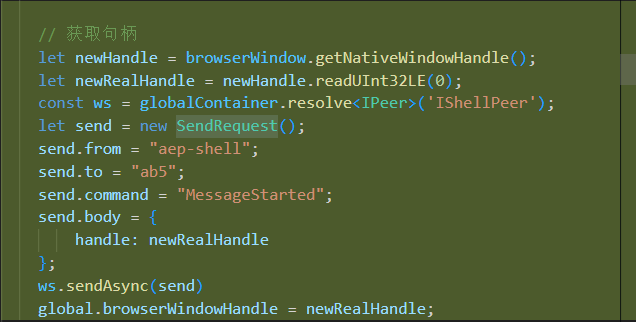 // 获取句柄
let newHandle = browserWindow.getNativeWindowHandle();
let newRealHandle = newHandle.readUInt32LE(0);
const ws = globalContainer.resolve<IPeer>('IShellPeer');
let send = new SendRequest();
send.from = "aep-shell";
send.to = "ab5";
send.command = "MessageStarted";
send.body = {
    handle: newRealHandle
};
ws.sendAsync(send)
global.browserWindowHandle = newRealHandle;